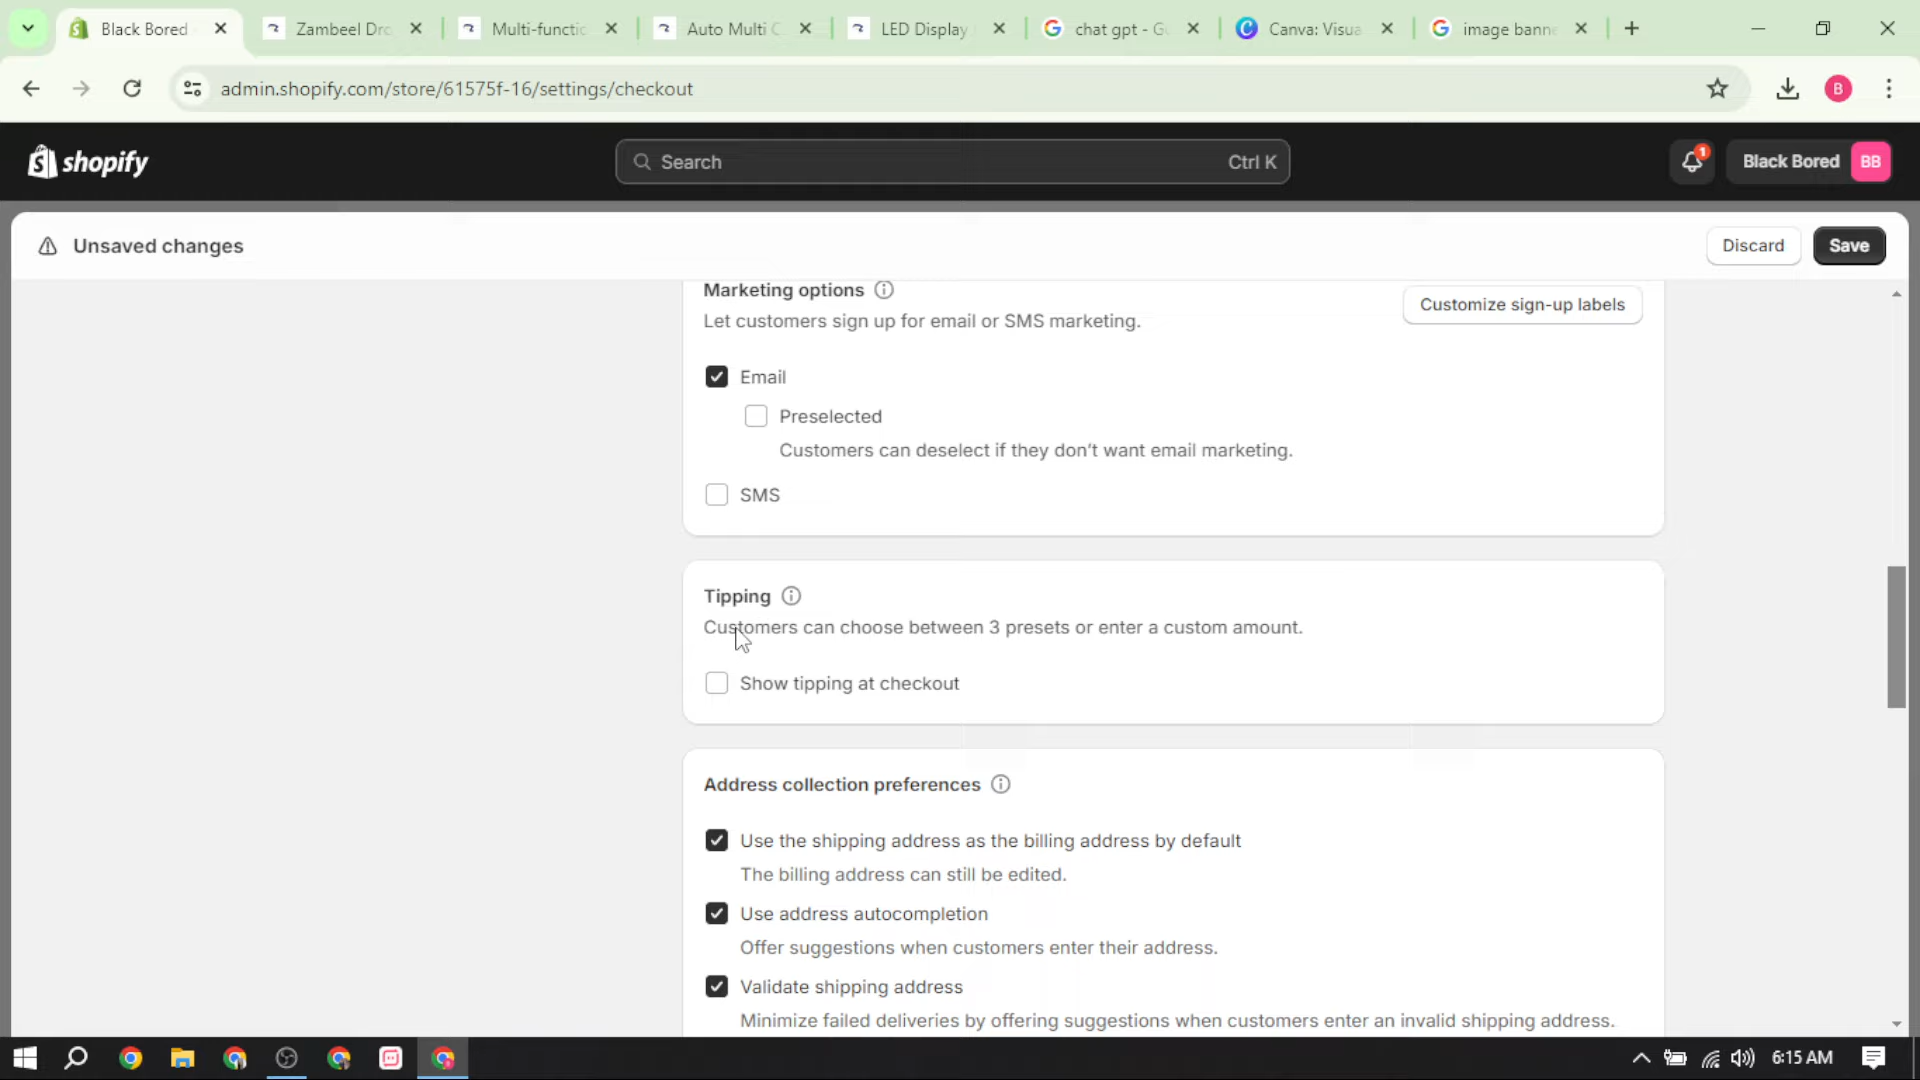 Black Bored
Zambeel Dro
Multi-functio
Auto Multi C
LED Display
chat gpt - G
Canva: Visua
image banne
admin.shopify.com/store/61575f-16/settings/checkout
B
shopify
Search
Ctrl K
1
Black Bored
BB
Unsaved changes
Discard
Save
Marketing options
Customize sign-up labels
Let customers sign up for email or SMS marketing.
Email
Preselected
Customers can deselect if they don’t want email marketing.
SMS
Tipping
Customers can choose between 3 presets or enter a custom amount.
Show tipping at checkout
Address collection preferences
Use the shipping address as the billing address by default
The billing address can still be edited.
Use address autocompletion
Offer suggestions when customers enter their address.
Validate shipping address
Minimize failed deliveries by offering suggestions when customers enter an invalid shipping address.
6:15 AM